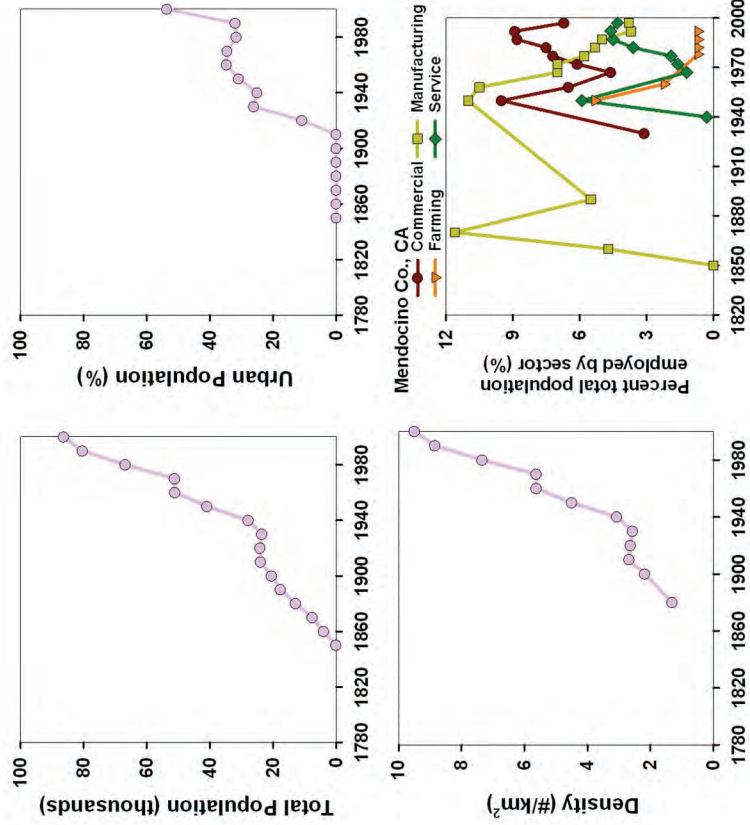 Total Population (thousands)
100
80
60
40
20
0
1780 1820 1860 1900 1940 1980
Urban Population (%)
100
80
60
40
20
0
1780 1820 1860 1900 1940 1980
Density (#/km²)
10
8
6
4
2
0
1780 1820 1860 1900 1940 1980
Mendocino Co., CA
Commercial Manufacturing
Farming Service
Percent total population
employed by sector (%)
12
9
6
3
0
1820 1850 1880 1910 1940 1970 2000